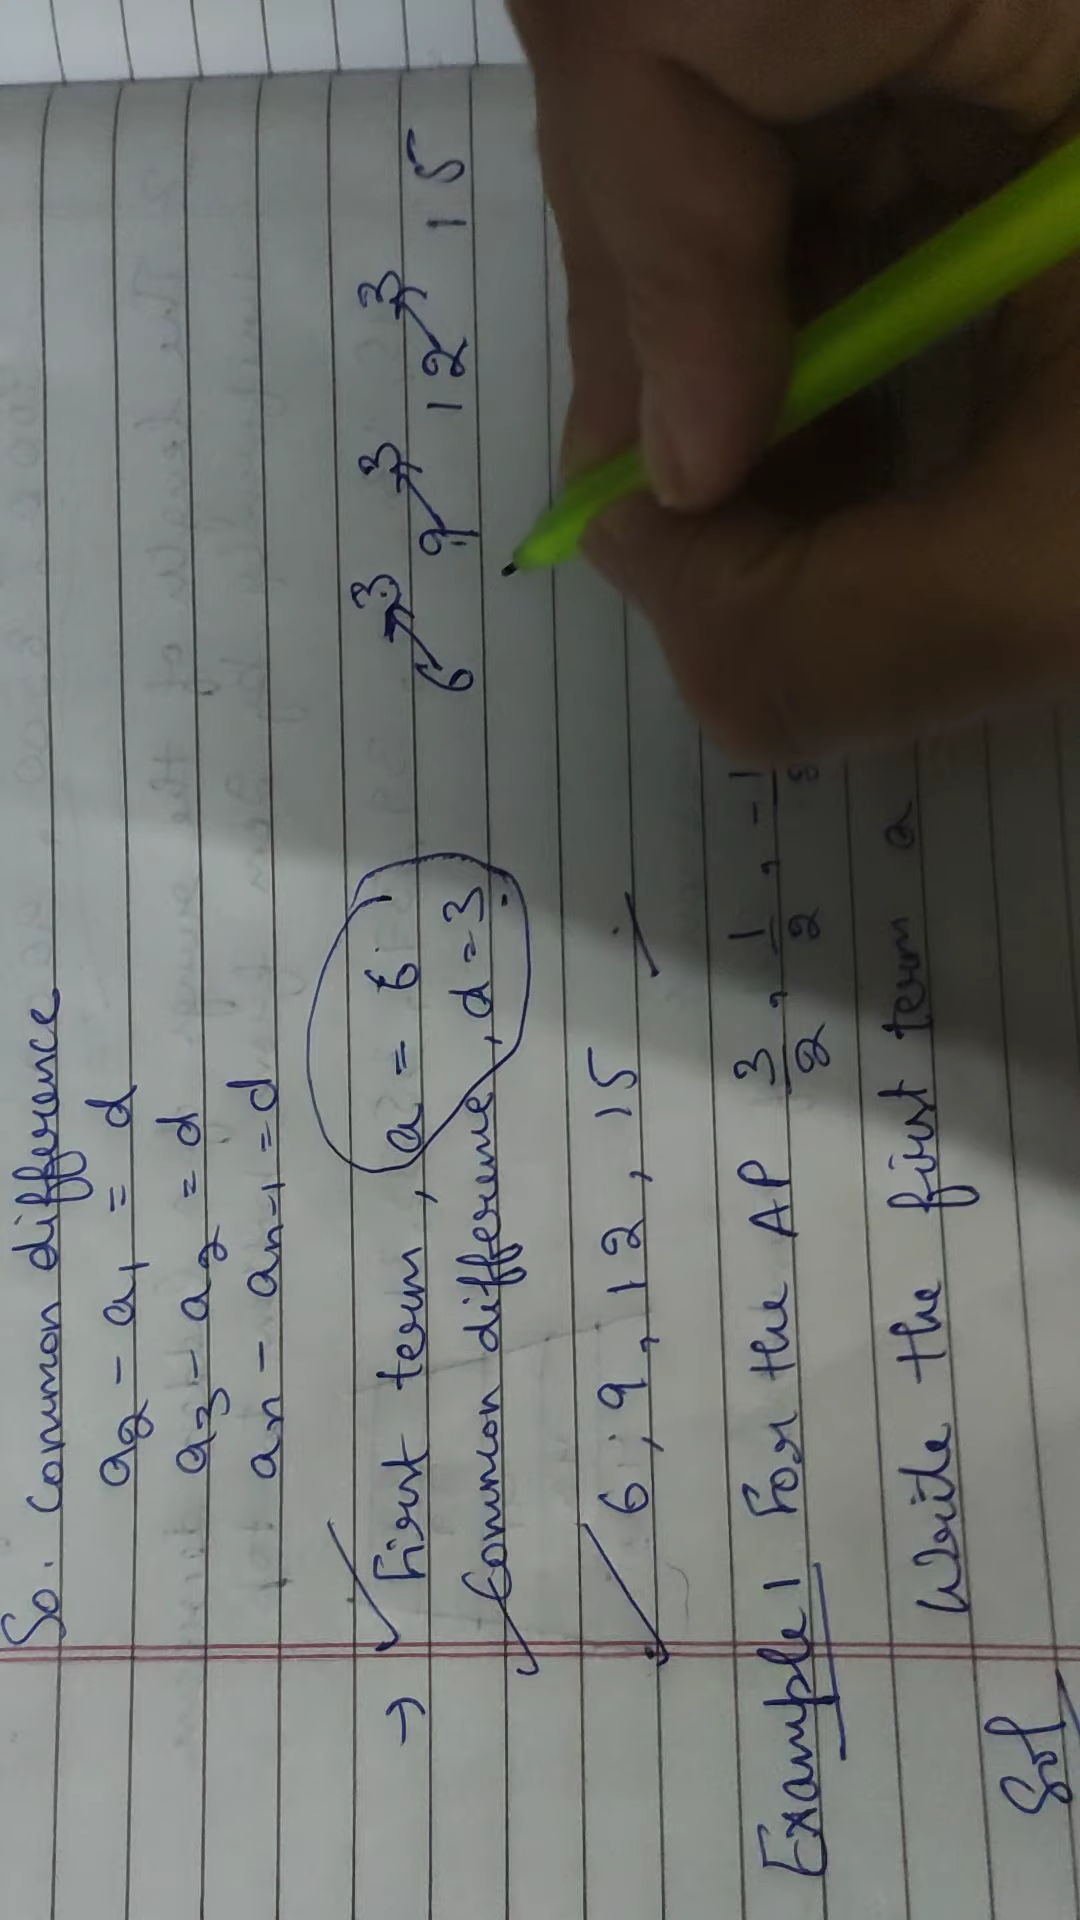 So. Common difference
a2 - a1 = d
a3 - a2 = d
an - an-1 = d
→ First term, a = 6
3 3 3
6 9 12 15
Common difference, d = 3
6, 9, 12, 15
Example 1 For the AP 3/2, 1/2, -1
Write the first term a
Sol